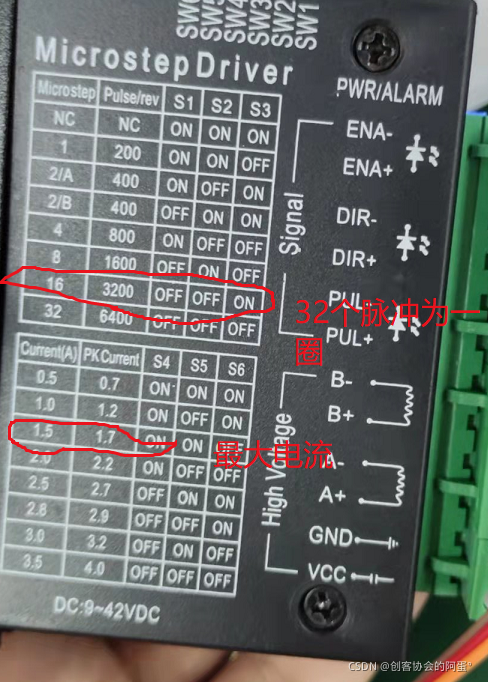 SW4
SW3
SW2
SW1
Microstep Driver
PWR/ALARM
Microstep Pulse/rev S1 S2 S3
NC NC ON ON ON
1 200 ON ON OFF
2/A 400 ON OFF ON
2/B 400 OFF ON ON
4 800 ON OFF OFF
8 1600 OFF ON OFF
16 3200 OFF OFF ON
32 6400 OFF OFF OFF
Signal
ENA-
ENA+
DIR-
DIR+
PUL-
PUL+
32个脉冲为一
圈
Current(A) PK Current S4 S5 S6
0.5 0.7 ON ON ON
1.0 1.2 ON OFF ON
1.5 1.7 ON ON OFF
2.0 2.2 ON OFF OFF
2.5 2.7 OFF ON ON
2.8 2.9 OFF OFF ON
3.0 3.2 OFF ON OFF
3.5 4.0 OFF OFF OFF
最大电流
High Voltage
B-
B+
A-
A+
GND
VCC
DC:9~42VDC
CSDN @创客协会的阿蛋